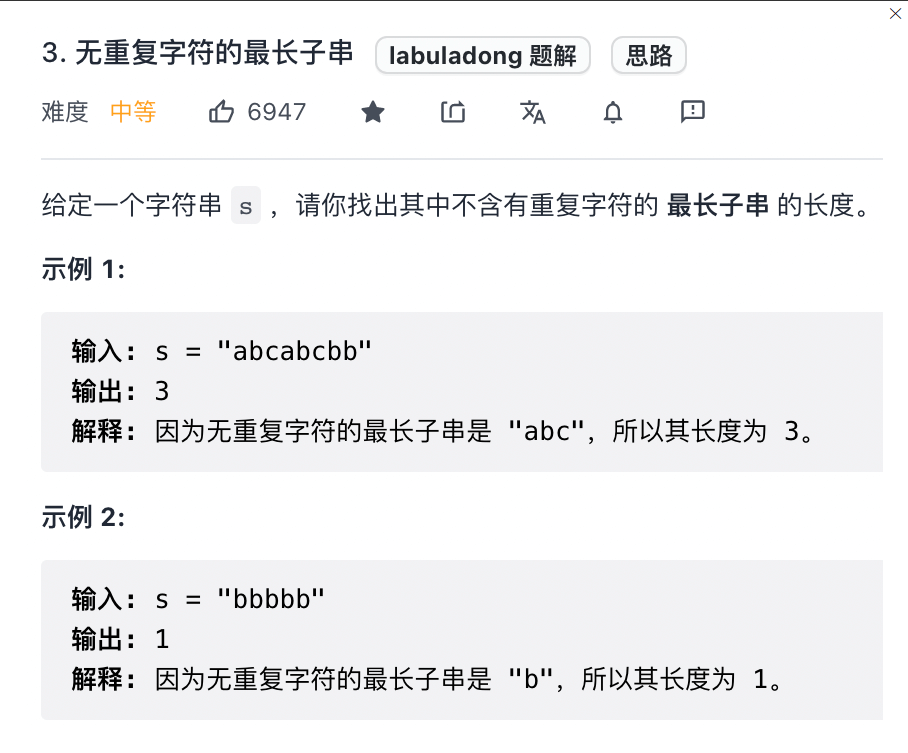 3. 无重复字符的最长子串 labuladong 题解 思路
难度 中等 6947
给定一个字符串 s ，请你找出其中不含有重复字符的 最长子串 的长度。
示例 1:
输入: s = "abcabcbb"
输出: 3
解释: 因为无重复字符的最长子串是 "abc"，所以其长度为 3。
示例 2:
输入: s = "bbbbb"
输出: 1
解释: 因为无重复字符的最长子串是 "b"，所以其长度为 1。